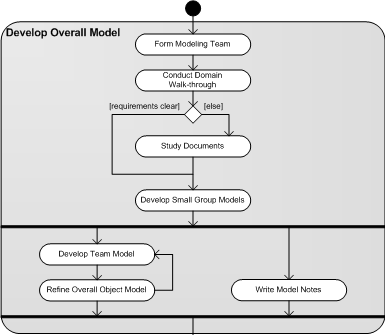 Develop Overall Model
Form Modeling Team
Conduct Domain
Walk-through
[requirements clear]
[else]
Study Documents
Develop Small Group Models
Develop Team Model
Refine Overall Object Model
Write Model Notes